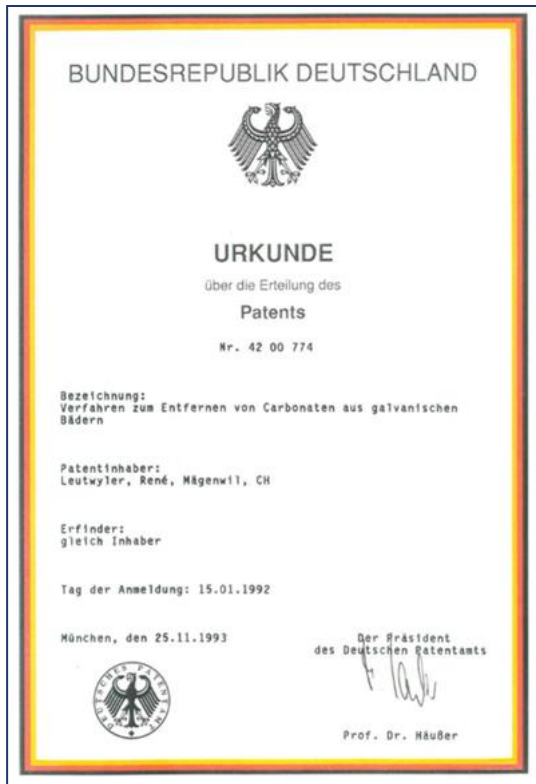 BUNDESREPUBLIK DEUTSCHLAND
URKUNDE
über die Erteilung des
Patents
Nr. 42 00 774
Bezeichnung:
Verfahren zum Entfernen von Carbonaten aus galvanischen
Bädern
Patentinhaber:
Leutwyler, René, Mägenwil, CH
Erfinder:
gleich Inhaber
Tag der Anmeldung: 15.01.1992
München, den 25.11.1993
Der Präsident
des Deutschen Patentamts
DEUTSCHES PATENTAMT
Prof. Dr. Häußer